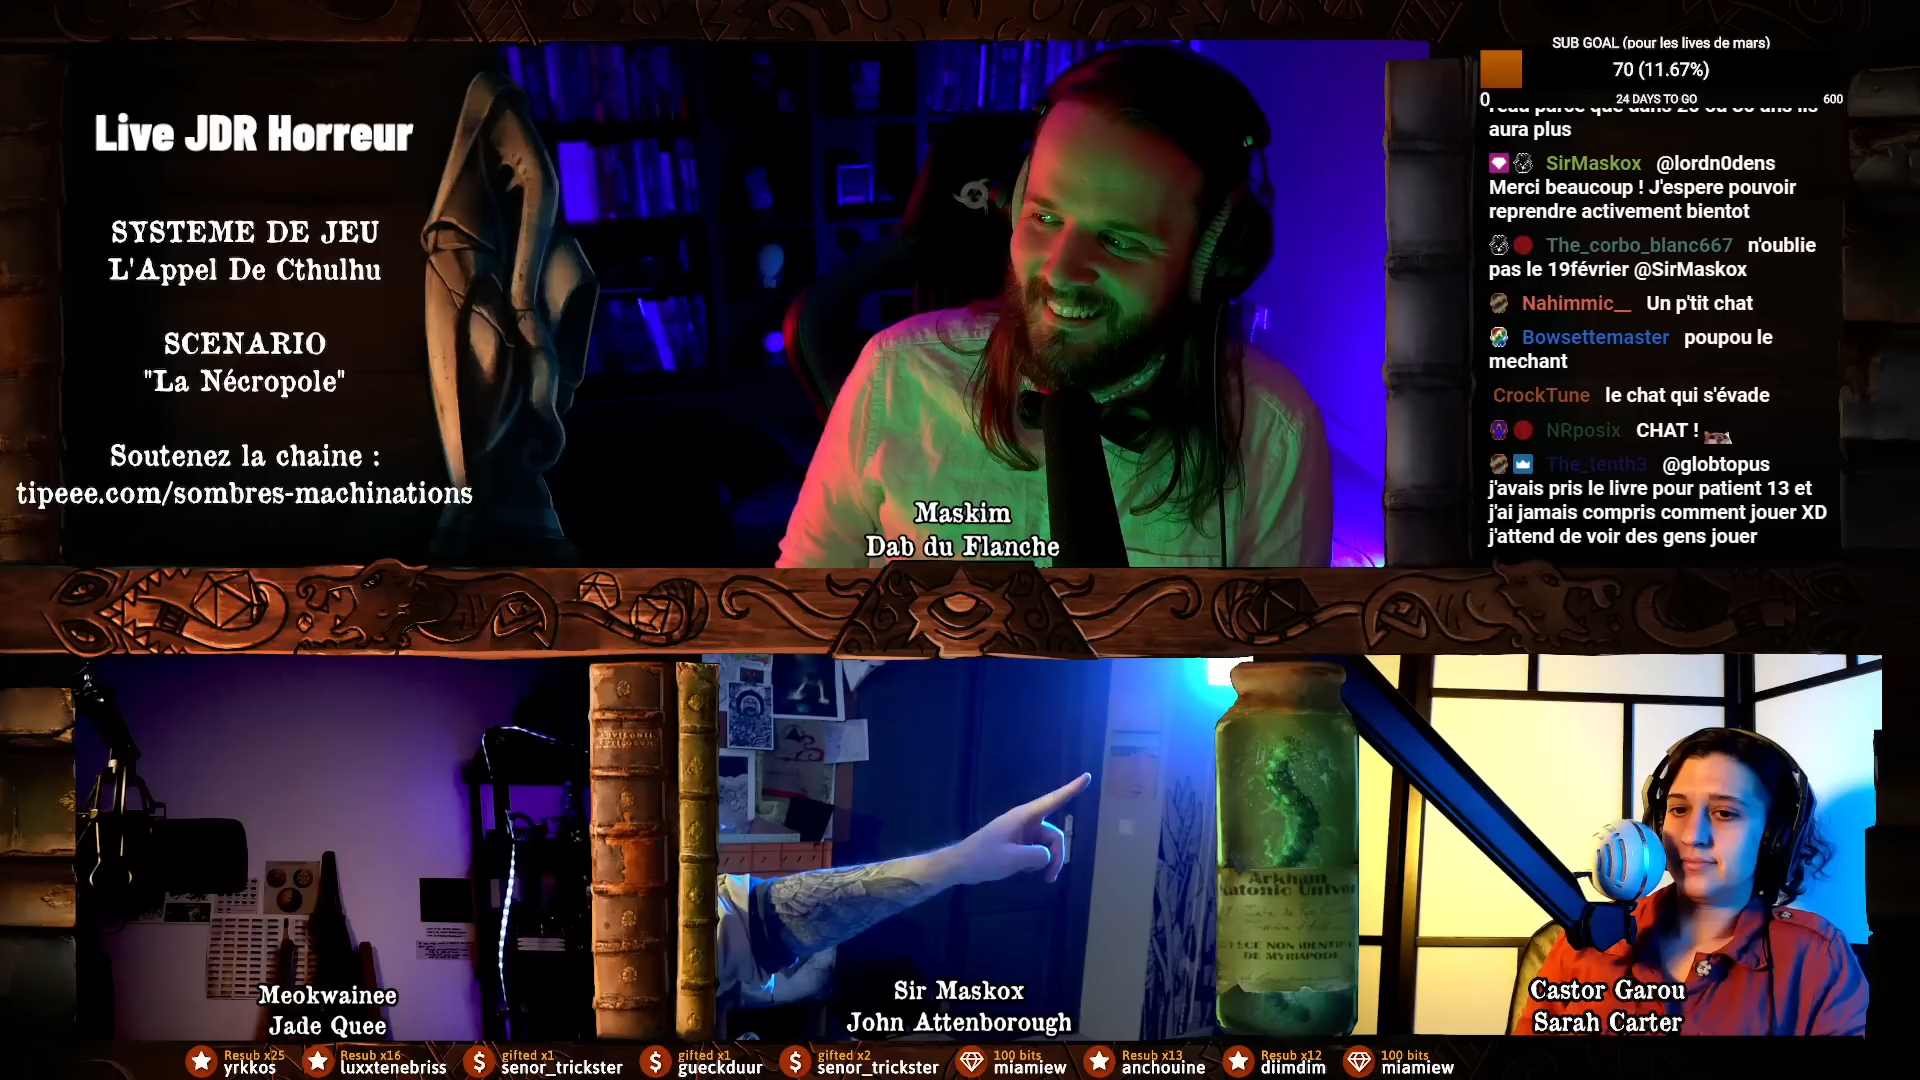 Live JDR Horreur
SYSTEME DE JEU
L'Appel De Cthulhu
SCENARIO
"La Nécropole"
Soutenez la chaine :
tipeee.com/sombres-machinations
Maskim
Dab du Flanche
SUB GOAL (pour les lives de mars)
70 (11.67%)
0
24 DAYS TO GO
600
aura plus
SirMaskox @lordn0dens
Merci beaucoup ! J'espere pouvoir
reprendre activement bientot
The_corbo_blanc667 n'oublie
pas le 19février @SirMaskox
Nahimmic__ Un p'tit chat
Bowsettemaster poupou le
mechant
CrockTune le chat qui s'évade
NRposix CHAT !
The_tenth3 @globtopus
j'avais pris le livre pour patient 13 et
j'ai jamais compris comment jouer XD
j'attend de voir des gens jouer
Meokwainee
Jade Quee
Sir Maskox
John Attenborough
Arkham
NON IDENTIF
DE MYRIAPODE
Castor Garou
Sarah Carter
Resub x25
yrkkos
Resub x16
luxxtenebriss
gifted x1
senor_trickster
gifted x1
gueckduur
gifted x2
senor_trickster
100 bits
miamiew
Resub x13
anchouine
Resub x12
diimdim
100 bits
miamiew